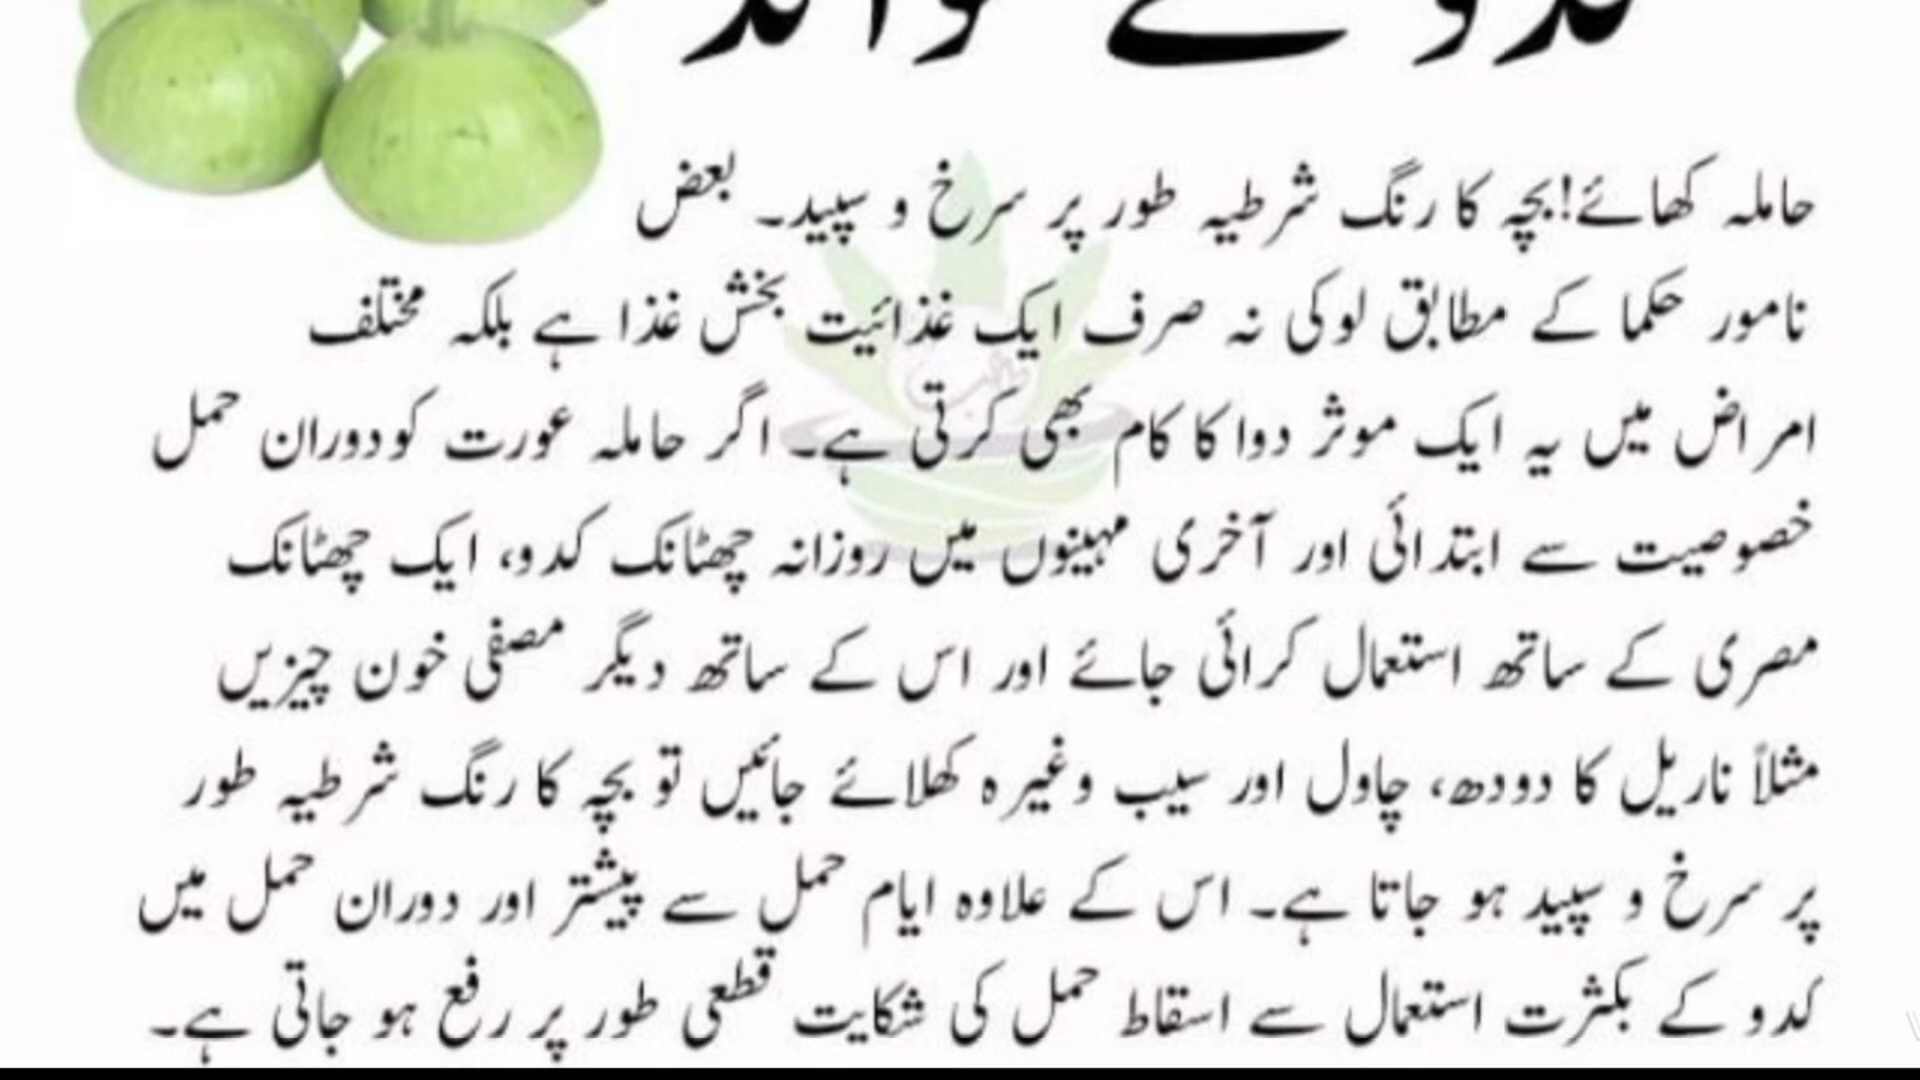 کدو کے فوائد
حاملہ کھائے! بچہ کا رنگ شرطیہ طور پر سرخ و سپید۔ بعض
نامور حکما کے مطابق لوکی نہ صرف ایک غذائیت بخش غذا ہے بلکہ مختلف
امراض میں یہ ایک موثر دوا کا کام بھی کرتی ہے۔ اگر حاملہ عورت کو دوران حمل
خصوصیت سے ابتدائی اور آخری مہینوں میں روزانہ چھٹانک کدو، ایک چھٹانک
مصری کے ساتھ استعمال کرائی جائے اور اس کے ساتھ دیگر مصفی خون چیزیں
مثلاً ناریل کا دودھ، چاول اور سیب وغیرہ کھلائے جائیں تو بچہ کا رنگ شرطیہ طور
پر سرخ و سپید ہو جاتا ہے۔ اس کے علاوہ ایام حمل سے پیشتر اور دوران حمل میں
کدو کے بکثرت استعمال سے اسقاط حمل کی شکایت قطعی طور پر رفع ہو جاتی ہے۔